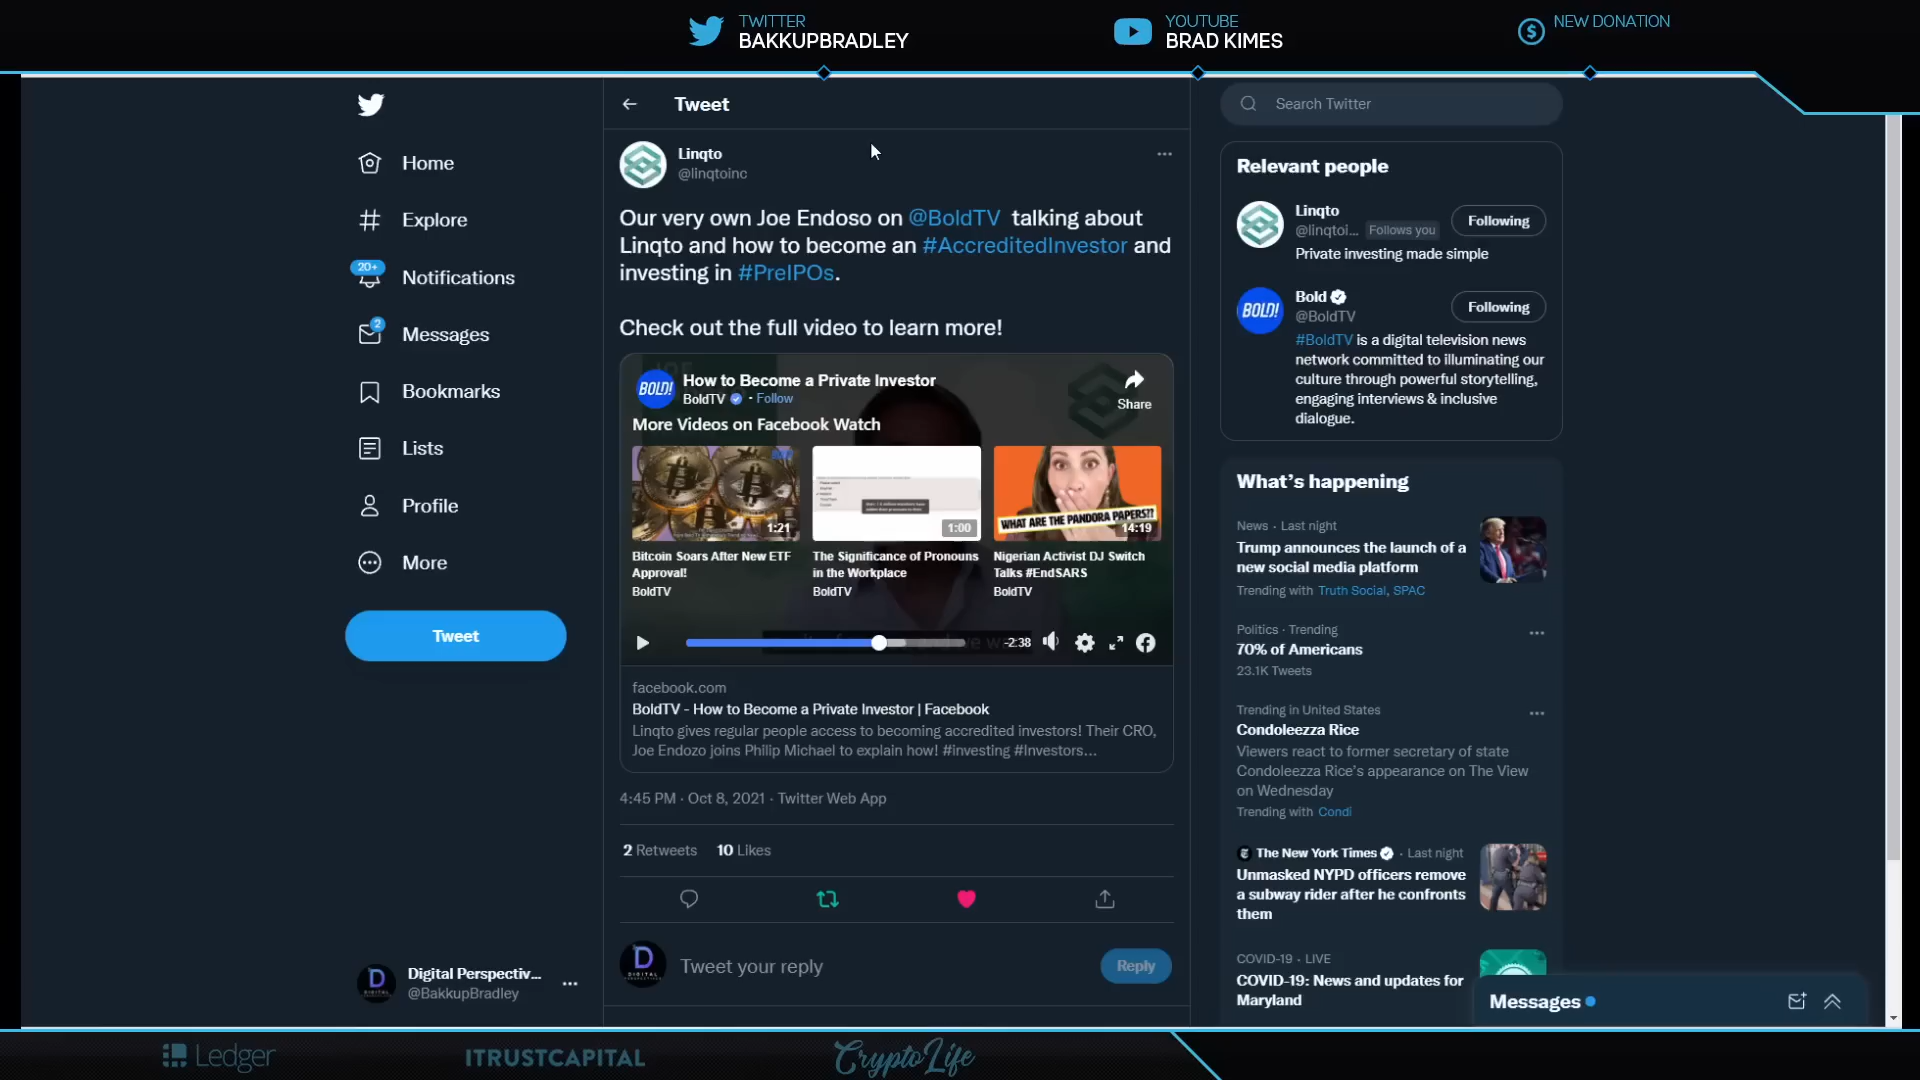 TWITTER
BAKKUPBRADLEY
YOUTUBE
BRAD KIMES
NEW DONATION
Home
Explore
20+
Notifications
2
Messages
Bookmarks
Lists
Profile
More
Tweet
Digital Perspectiv...
@BakkupBradley
Tweet
Linqto
@linqtoinc
Our very own Joe Endoso on @BoldTV talking about
Linqto and how to become an #AccreditedInvestor and
investing in #PreIPOs.
Check out the full video to learn more!
BOLD!
How to Become a Private Investor
BoldTV · Follow
Share
More Videos on Facebook Watch
1:21
1:00
WHAT ARE THE PANDORA PAPERS??
14:19
Bitcoin Soars After New ETF
Approval!
BoldTV
The Significance of Pronouns
in the Workplace
BoldTV
Nigerian Activist DJ Switch
Talks #EndSARS
BoldTV
-2:38
facebook.com
BoldTV - How to Become a Private Investor | Facebook
Linqto gives regular people access to becoming accredited investors! Their CRO,
Joe Endozo joins Philip Michael to explain how! #investing #Investors...
4:45 PM · Oct 8, 2021 · Twitter Web App
2 Retweets 10 Likes
D
DIGITAL
Tweet your reply
Reply
Search Twitter
Relevant people
Linqto
@linqtoi... Follows you
Following
Private investing made simple
BOLD!
Bold
@BoldTV
Following
#BoldTV is a digital television news
network committed to illuminating our
culture through powerful storytelling,
engaging interviews & inclusive
dialogue.
What's happening
News · Last night
Trump announces the launch of a
new social media platform
Trending with Truth Social, SPAC
Politics · Trending
70% of Americans
23.1K Tweets
Trending in United States
Condoleezza Rice
Viewers react to former secretary of state
Condoleezza Rice's appearance on The View
on Wednesday
Trending with Condi
The New York Times · Last night
Unmasked NYPD officers remove
a subway rider after he confronts
them
COVID-19 · LIVE
COVID-19: News and updates for
Maryland
Messages
Ledger
ITRUSTCAPITAL
CryptoLife